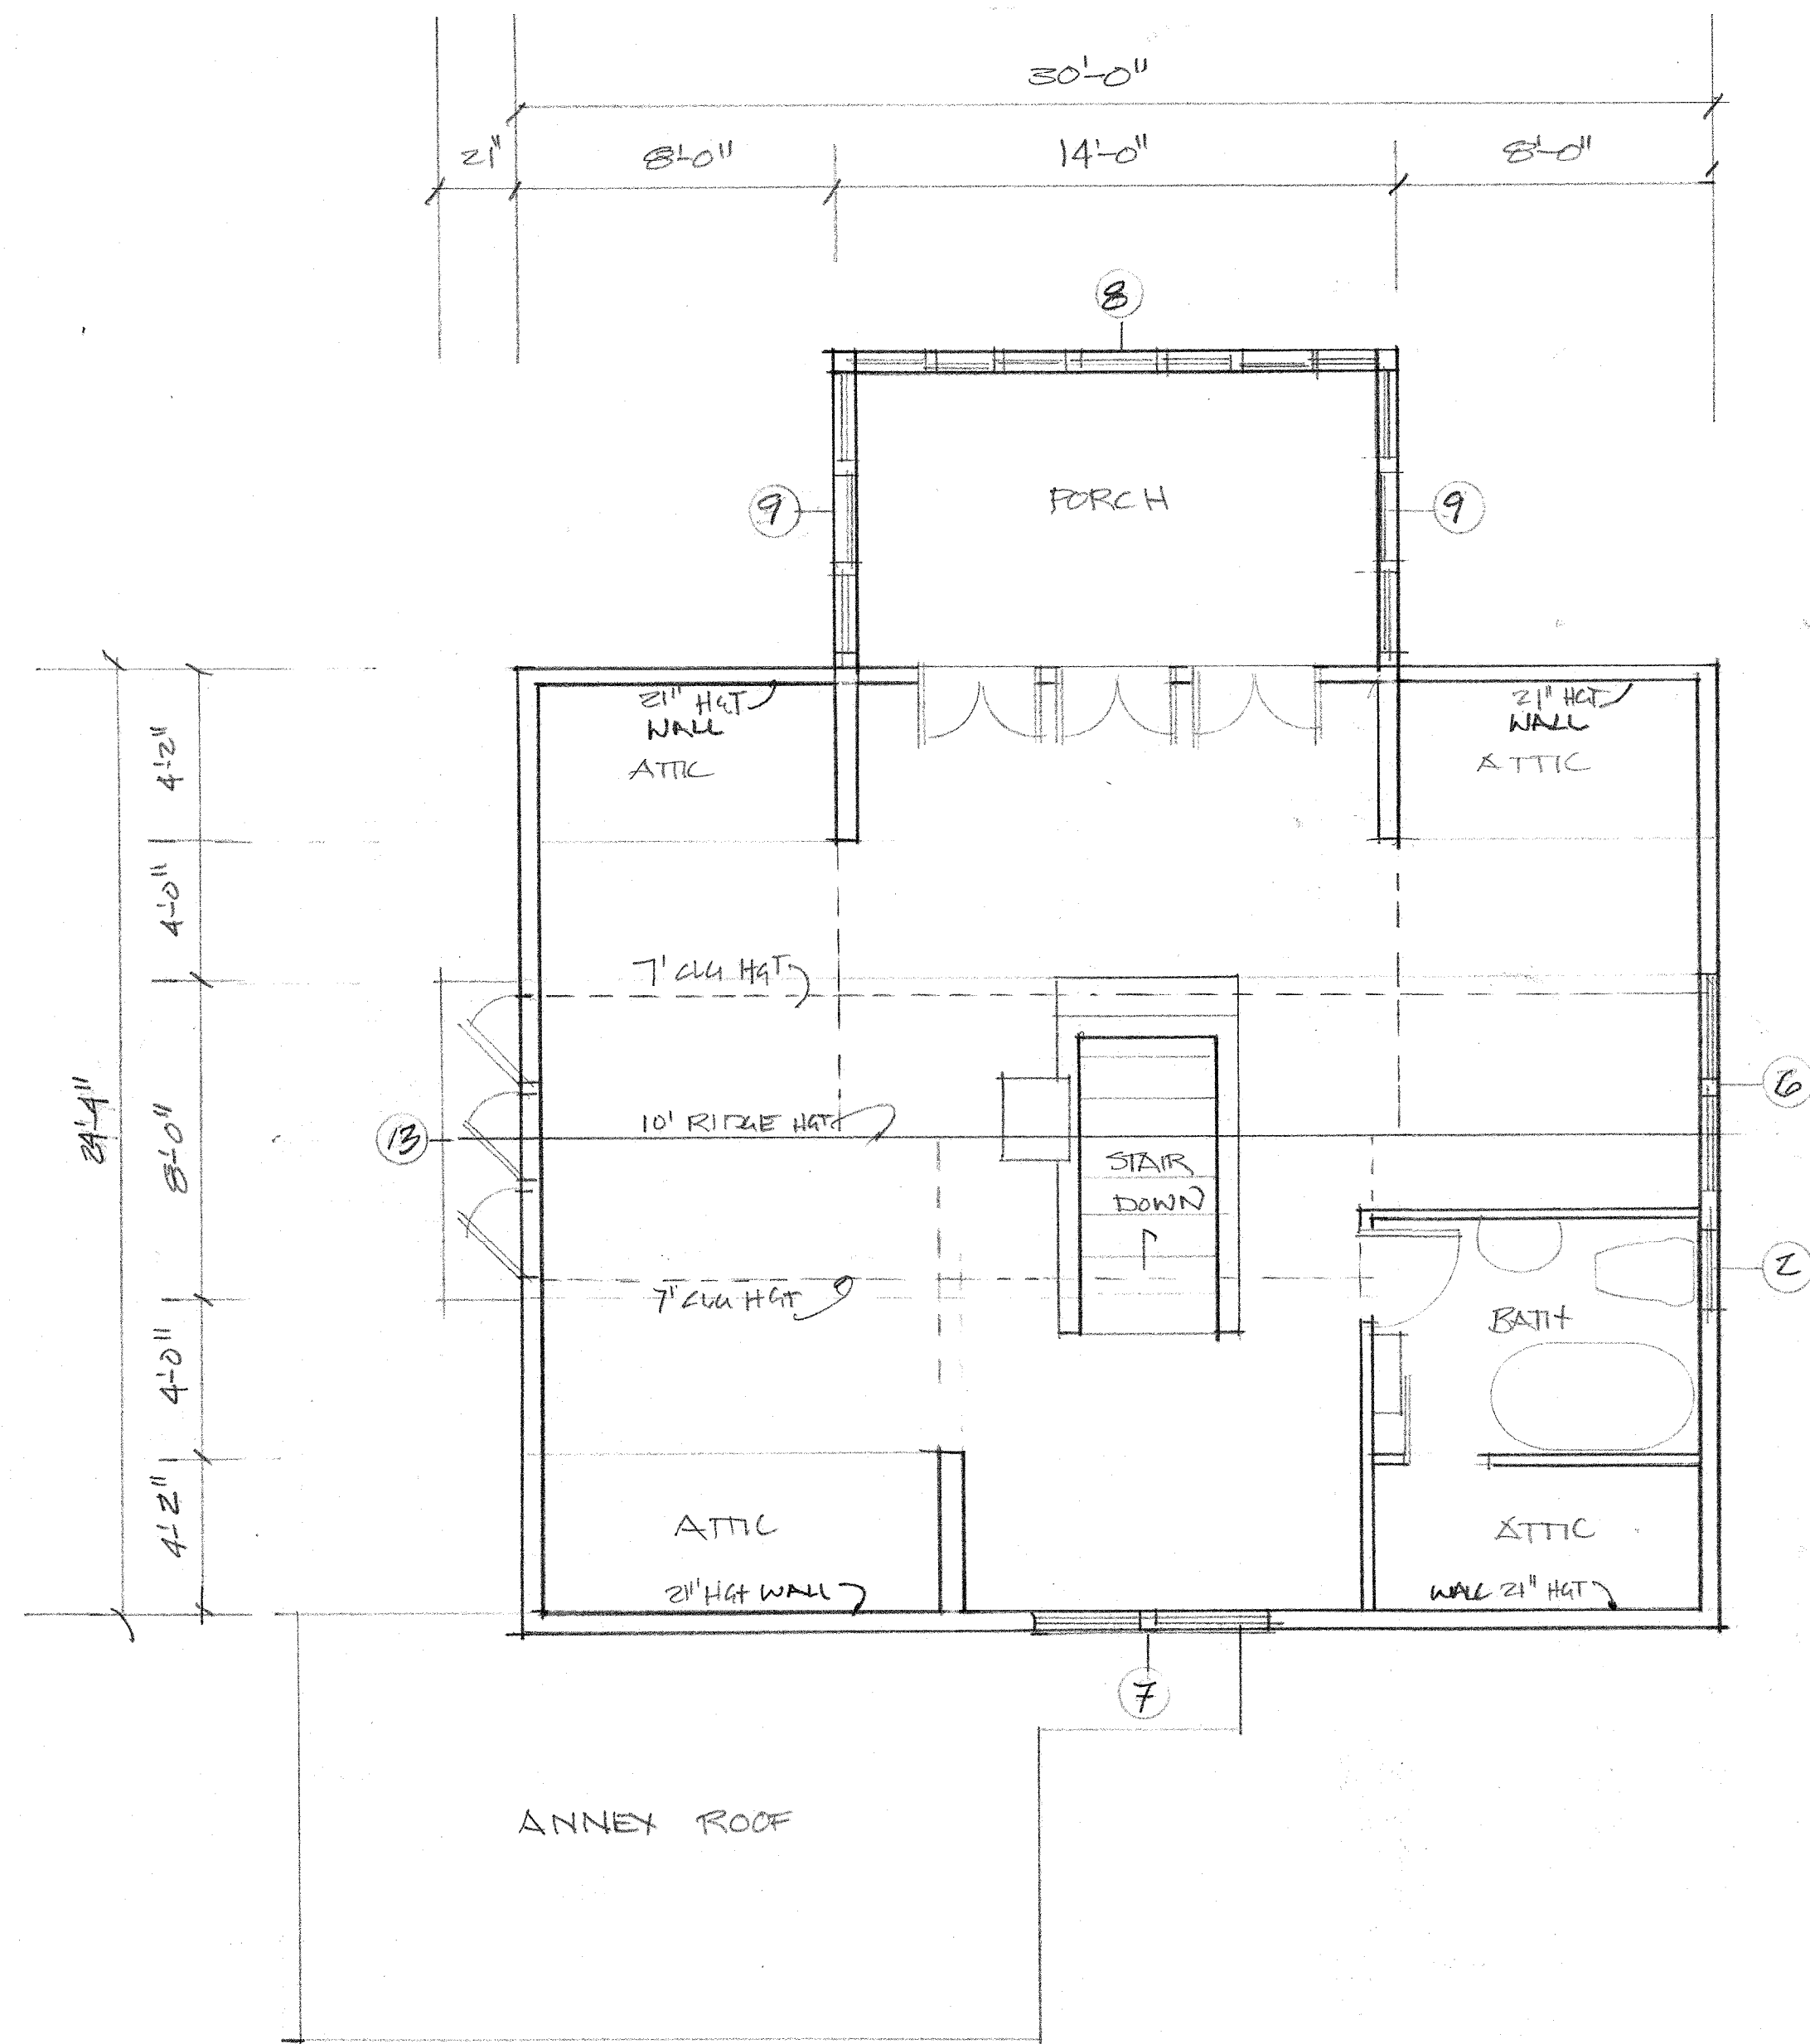 30'-0"
21"
8'-0"
14'-0"
8'-0"
8
9
PORCH
9
21" HGT
WALL
ATTIC
21" HGT
WALL
ATTIC
4'-2"
4'-0"
8'-0"
4'-0"
4'-2"
24'-4"
7' CLG HGT
10' RIDGE HGT
7' CLG HGT
13
STAIR
DOWN
6
2
BATH
ATTIC
21" HGT WALL
ATTIC
WALL 21" HGT
7
ANNEX ROOF